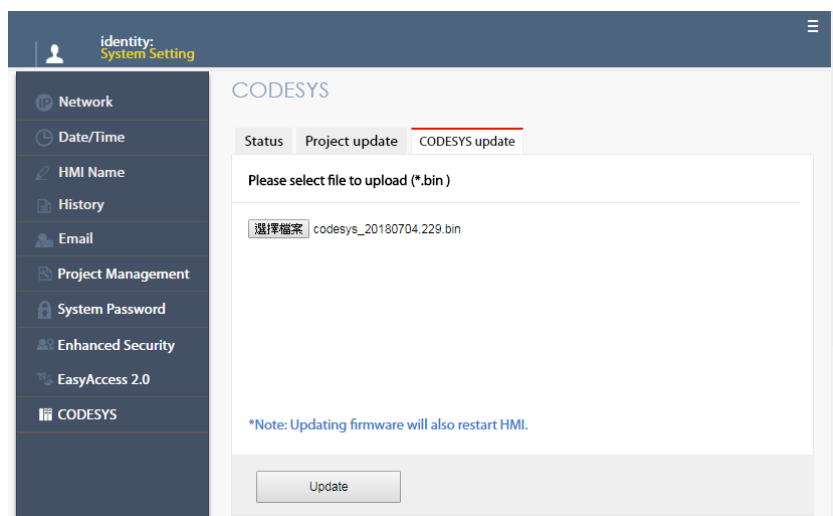 identity:
System Setting
Network
Date/Time
HMI Name
History
Email
Project Management
System Password
Enhanced Security
EasyAccess 2.0
CODESYS
CODESYS
Status Project update CODESYS update
Please select file to upload (*.bin )
選擇檔案 codesys_20180704.229.bin
*Note: Updating firmware will also restart HMI.
Update